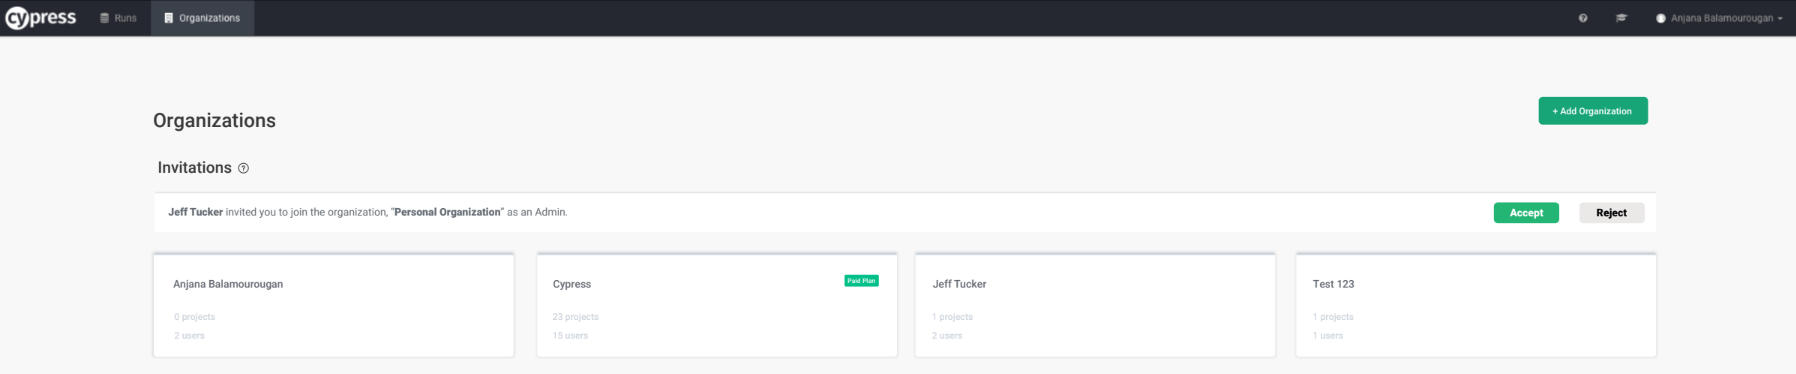 cypress Runs Organizations Anjana Balamourougan
Organizations
+ Add Organization
Invitations
Jeff Tucker invited you to join the organization, "Personal Organization" as an Admin.
Accept
Reject
Anjana Balamourougan
0 projects
2 users
Cypress
Paid Plan
23 projects
15 users
Jeff Tucker
1 projects
2 users
Test 123
1 projects
1 users